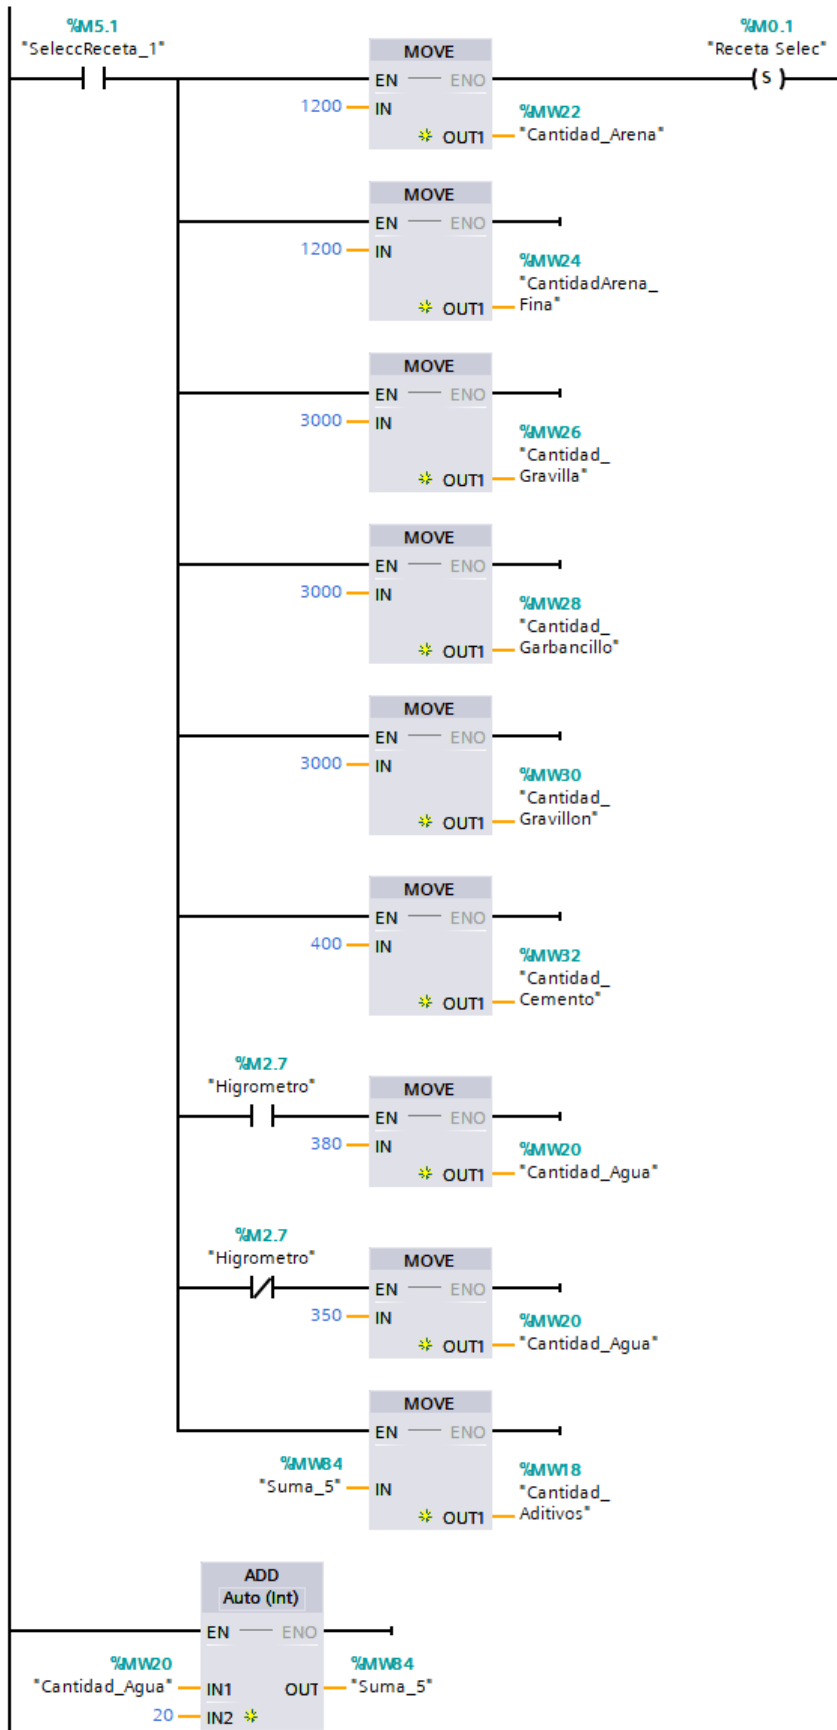 %M5.1
"SeleccReceta_1"
%M0.1
"Receta Selec"
MOVE
EN ENO
S
1200 IN
%MW22
OUT1 "Cantidad_Arena"
MOVE
EN ENO
1200 IN
%MW24
"CantidadArena_
OUT1 Fina"
MOVE
EN ENO
3000 IN
%MW26
"Cantidad_
OUT1 Gravilla"
MOVE
EN ENO
3000 IN
%MW28
"Cantidad_
OUT1 Garbancillo"
MOVE
EN ENO
3000 IN
%MW30
"Cantidad_
OUT1 Gravillon"
MOVE
EN ENO
400 IN
%MW32
"Cantidad_
OUT1 Cemento"
%M2.7
"Higrometro"
MOVE
EN ENO
380 IN
%MW20
OUT1 "Cantidad_Agua"
%M2.7
"Higrometro"
MOVE
EN ENO
350 IN
%MW20
OUT1 "Cantidad_Agua"
MOVE
EN ENO
%MW84
"Suma_5" IN
%MW18
"Cantidad_
OUT1 Aditivos"
ADD
Auto (Int)
EN ENO
%MW20
"Cantidad_Agua" IN1
%MW84
OUT "Suma_5"
20 IN2